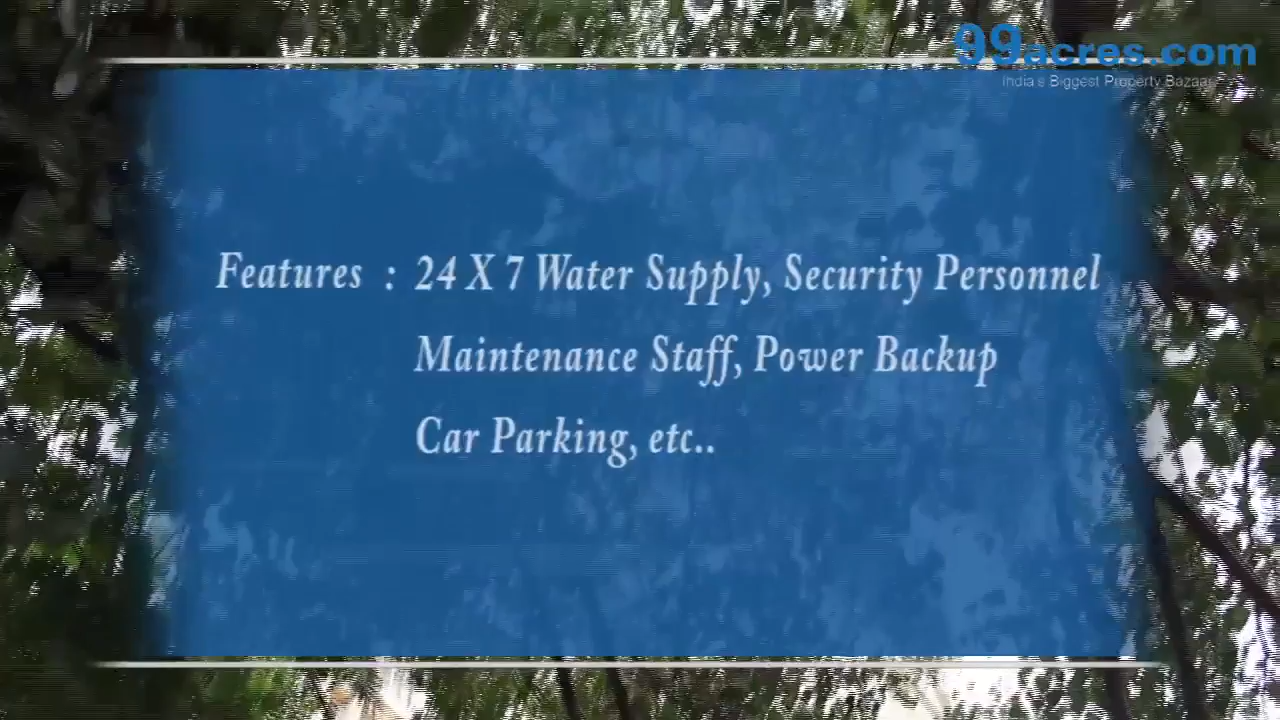 99acres.com
India's Biggest Property Bazaar
Features : 24 X 7 Water Supply, Security Personnel
Maintenance Staff, Power Backup
Car Parking, etc..